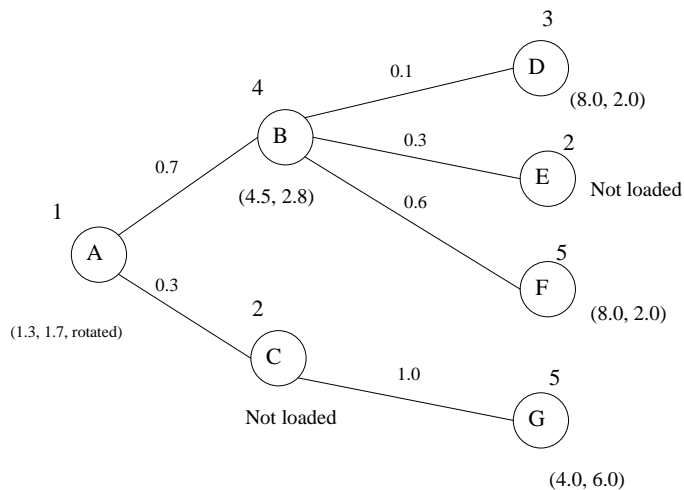 3
D
0.1
(8.0, 2.0)
4
B
0.3
2
E
Not loaded
0.7
(4.5, 2.8)
0.6
1
A
5
F
(8.0, 2.0)
0.3
(1.3, 1.7, rotated)
2
C
Not loaded
1.0
5
G
(4.0, 6.0)